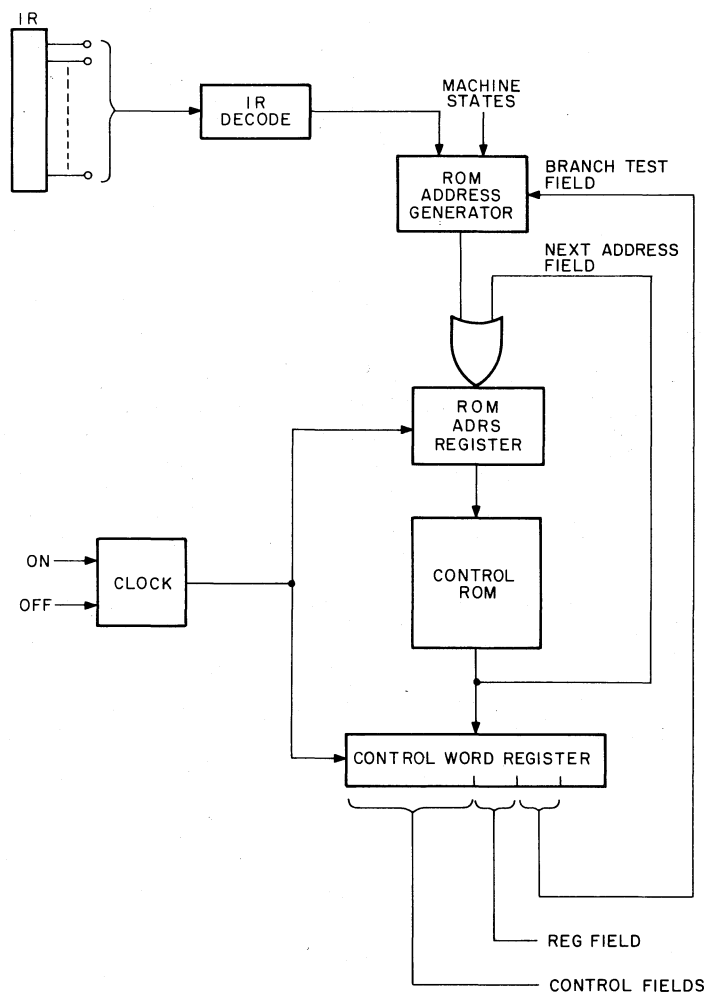 IR
IR
DECODE
MACHINE
STATES
ROM
ADDRESS
GENERATOR
BRANCH TEST
FIELD
NEXT ADDRESS
FIELD
ROM
ADRS
REGISTER
ON
OFF
CLOCK
CONTROL
ROM
CONTROL WORD REGISTER
REG FIELD
CONTROL FIELDS